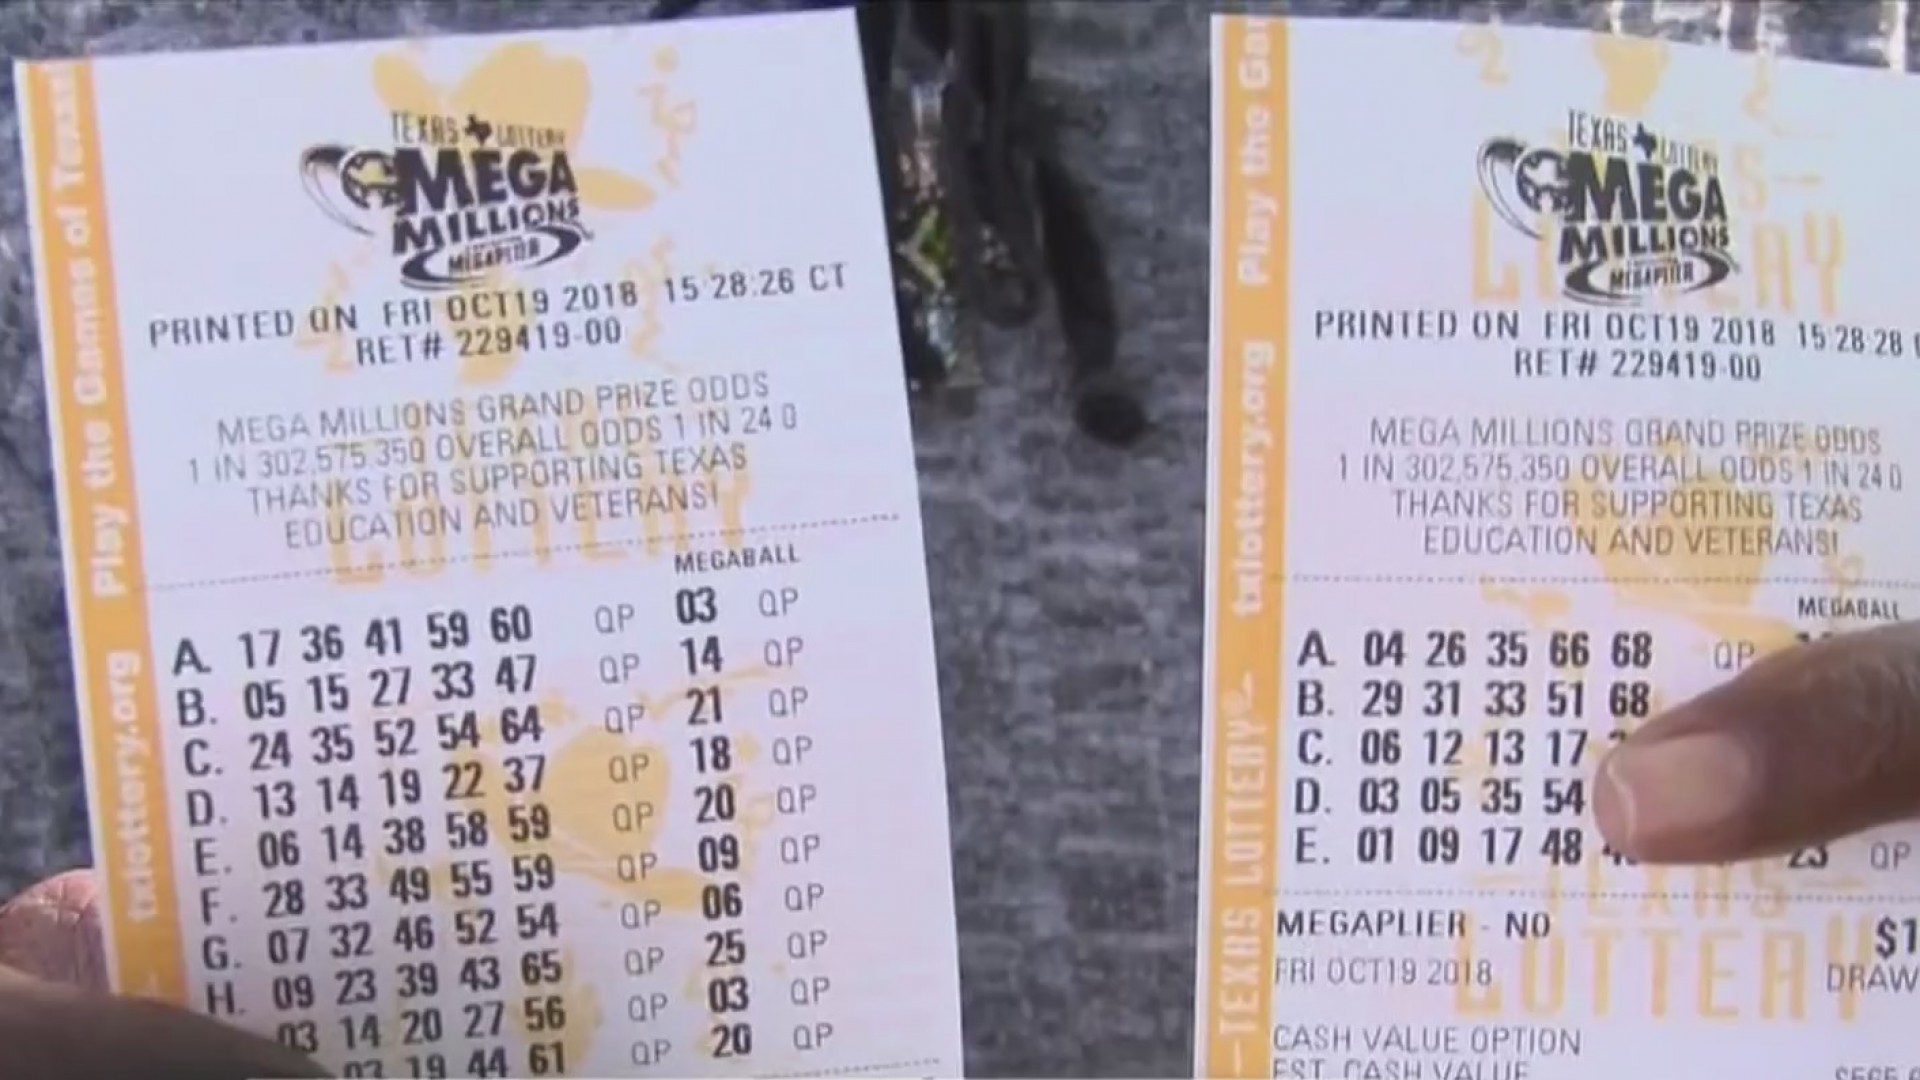 Play the Games of Texas!
txlottery.org
TEXAS LOTTERY
MEGA
MILLIONS
MEGAPLIER
PRINTED ON FRI OCT19 2018 15:28:26 CT
RET# 229419-00
MEGA MILLIONS GRAND PRIZE ODDS
1 IN 302,575,350 OVERALL ODDS 1 IN 24.0
THANKS FOR SUPPORTING TEXAS
EDUCATION AND VETERANS!
MEGABALL
A. 17 36 41 59 60 QP 03 QP
B. 05 15 27 33 47 QP 14 QP
C. 24 35 52 54 64 QP 21 QP
D. 13 14 19 22 37 QP 18 QP
E. 06 14 38 58 59 QP 20 QP
F. 28 33 49 55 59 QP 09 QP
G. 07 32 46 52 54 QP 06 QP
H. 09 23 39 43 65 QP 25 QP
03 14 20 27 56 QP 03 QP
19 44 61 QP 20 QP
Play the
txlottery.org
TEXAS LOTTERY
TEXAS LOTTERY
MEGA
MILLIONS
MEGAPLIER
PRINTED ON FRI OCT19 2018 15:28:28
RET# 229419-00
MEGA MILLIONS GRAND PRIZE ODDS
1 IN 302,575,350 OVERALL ODDS 1 IN 24.0
THANKS FOR SUPPORTING TEXAS
EDUCATION AND VETERANS!
MEGABALL
A. 04 26 35 66 68 QP
B. 29 31 33 51 68
C. 06 12 13 17
D. 03 05 35 54
E. 01 09 17 48 23 QP
MEGAPLIER - NO
FRI OCT19 2018 DRAW
CASH VALUE OPTION
EST. CASH VALUE